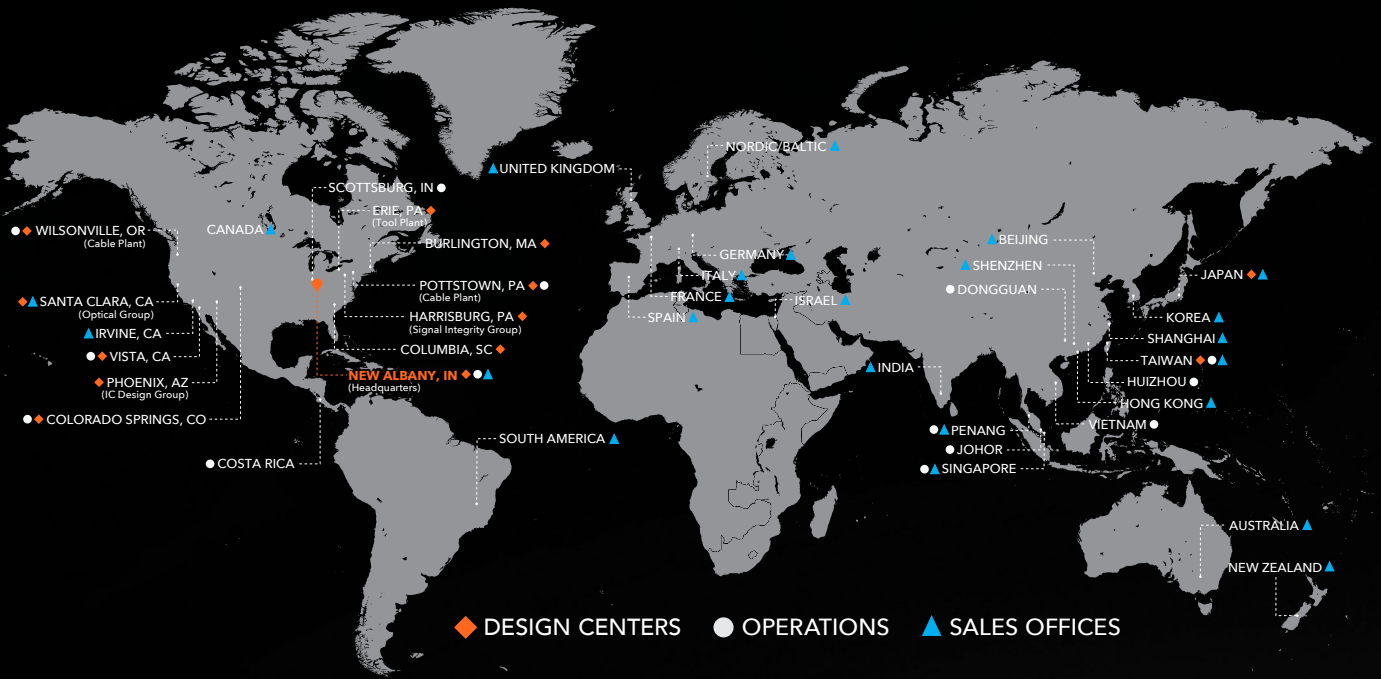 NORDIC/BALTIC
UNITED KINGDOM
SCOTTSBURG, IN
ERIE, PA
(Tool Plant)
WILSONVILLE, OR
(Cable Plant)
CANADA
BURLINGTON, MA
GERMANY
BEIJING
ITALY
SHENZHEN
JAPAN
POTTSTOWN, PA
(Cable Plant)
DONGGUAN
FRANCE
ISRAEL
SANTA CLARA, CA
(Optical Group)
HARRISBURG, PA
(Signal Integrity Group)
SPAIN
KOREA
IRVINE, CA
SHANGHAI
COLUMBIA, SC
VISTA, CA
TAIWAN
INDIA
NEW ALBANY, IN
(Headquarters)
PHOENIX, AZ
(IC Design Group)
HUIZHOU
HONG KONG
COLORADO SPRINGS, CO
VIETNAM
PENANG
SOUTH AMERICA
JOHOR
COSTA RICA
SINGAPORE
AUSTRALIA
NEW ZEALAND
DESIGN CENTERS OPERATIONS SALES OFFICES